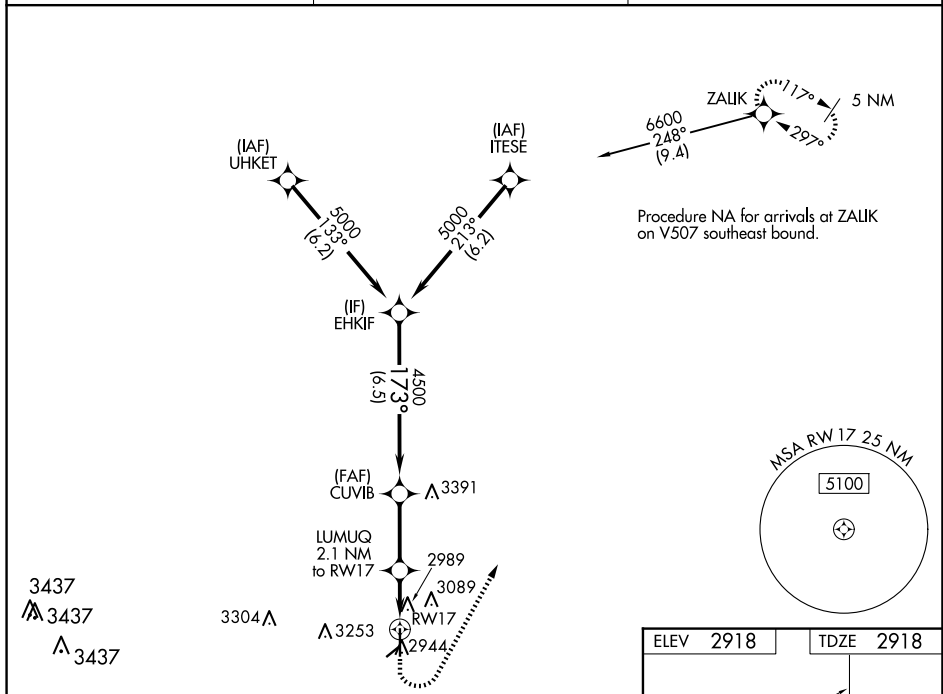 ZALIK
117°
5 NM
297°
6600
248°
(9.4)
(IAF)
UHKET
(IAF)
ITESE
Procedure NA for arrivals at ZALIK
on V507 southeast bound.
5000
133°
(6.2)
5000
213°
(6.2)
(IF)
EHKIF
4500
173°
(6.5)
(FAF)
CUVIB
3391
MSA RW 17 25 NM
5100
LUMUQ
2.1 NM
to RW17
2989
3089
3437
3437
3437
3304
3253
RW17
2944
ELEV 2918
TDZE 2918